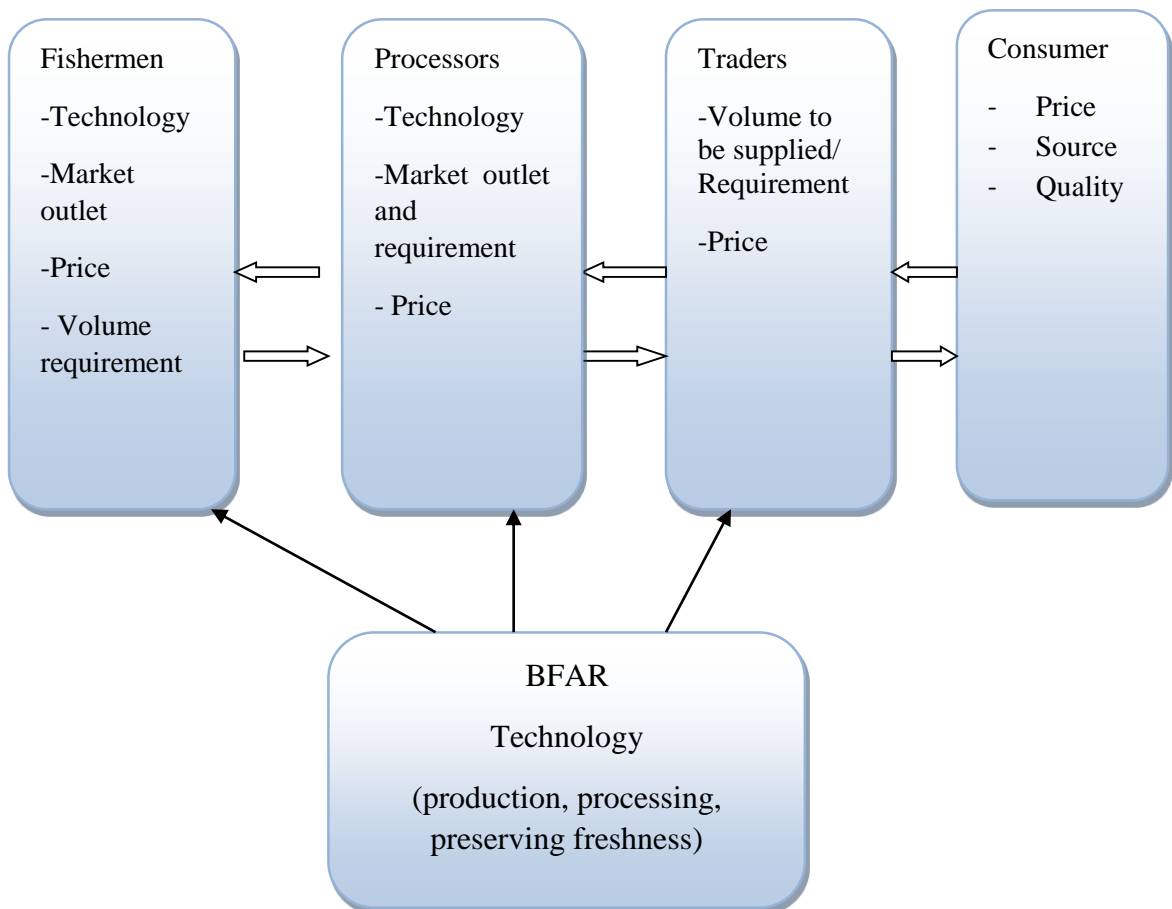 Fishermen
-Technology
-Market
outlet
-Price
- Volume
requirement
Processors
-Technology
-Market outlet
and
requirement
- Price
Traders
-Volume to
be supplied/
Requirement
-Price
Consumer
- Price
- Source
- Quality
BFAR
Technology
(production, processing,
preserving freshness)